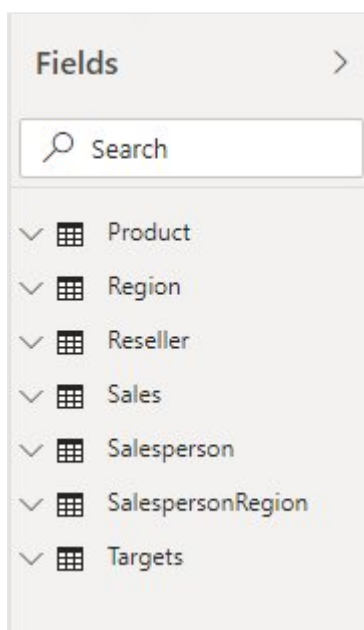 Fields
Search
Product
Region
Reseller
Sales
Salesperson
SalespersonRegion
Targets